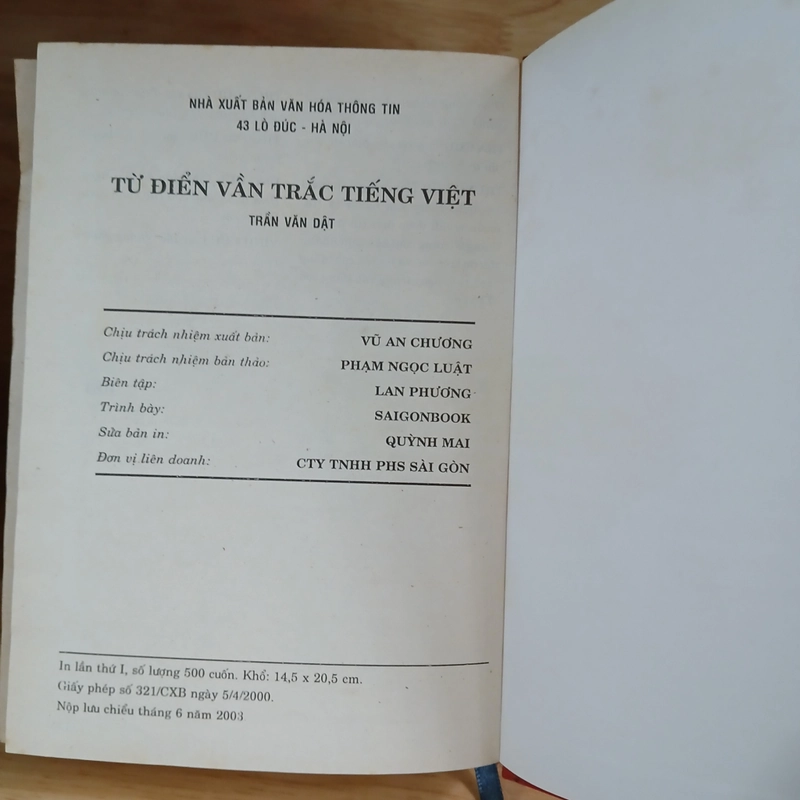 NHÀ XUẤT BẢN VĂN HÓA THÔNG TIN
43 LÒ ĐÚC - HÀ NỘI
TỪ ĐIỂN VẦN TRẮC TIẾNG VIỆT
TRẦN VĂN DẬT
Chịu trách nhiệm xuất bản: VŨ AN CHƯƠNG
Chịu trách nhiệm bản thảo: PHẠM NGỌC LUẬT
Biên tập: LAN PHƯƠNG
Trình bày: SAIGONBOOK
Sửa bản in: QUỲNH MAI
Đơn vị liên doanh: CTY TNHH PHS SÀI GÒN
In lần thứ I, số lượng 500 cuốn. Khổ: 14,5 x 20,5 cm.
Giấy phép số 321/CXB ngày 5/4/2000.
Nộp lưu chiểu tháng 6 năm 2003